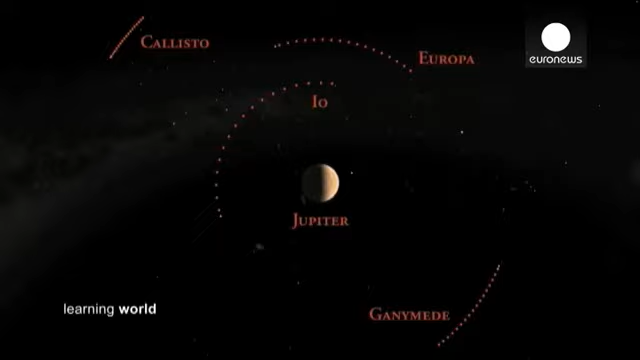 CALLISTO
EUROPA
euronews
IO
JUPITER
GANYMEDE
learning world